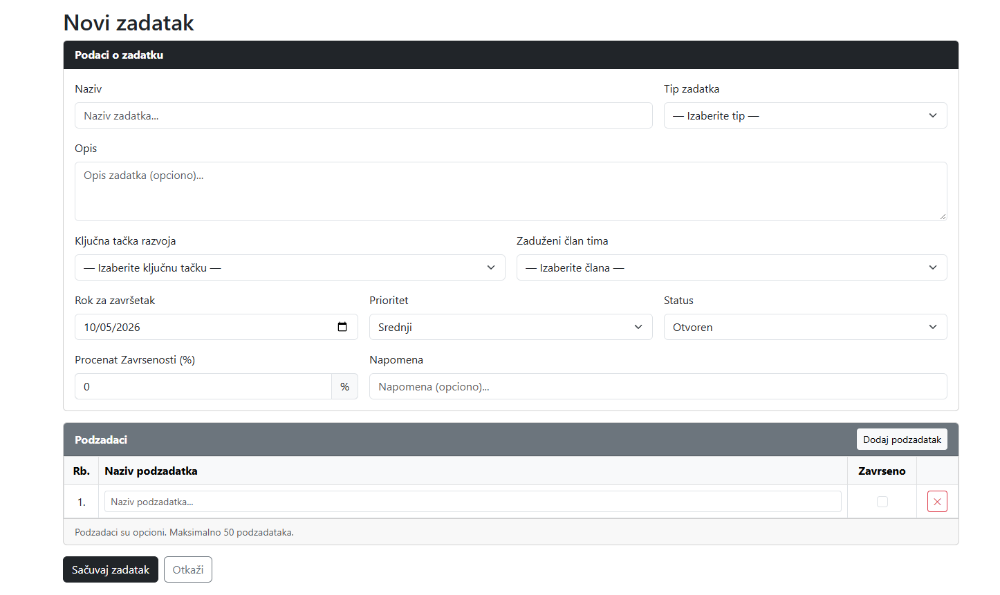 Novi zadatak
Podaci o zadatku
Naziv
Tip zadatka
Naziv zadatka...
— Izaberite tip —
Opis
Opis zadatka (opciono)...
Ključna tačka razvoja
Zaduženi član tima
— Izaberite ključnu tačku —
— Izaberite člana —
Rok za završetak
Prioritet
Status
10/05/2026
Srednji
Otvoren
Procenat Zavrsenosti (%)
Napomena
0
%
Napomena (opciono)...
Podzadaci
Dodaj podzadatak
Rb.
Naziv podzadatka
Zavrseno
1.
Naziv podzadatka...
Podzadaci su opcioni. Maksimalno 50 podzadataka.
Sačuvaj zadatak
Otkaži